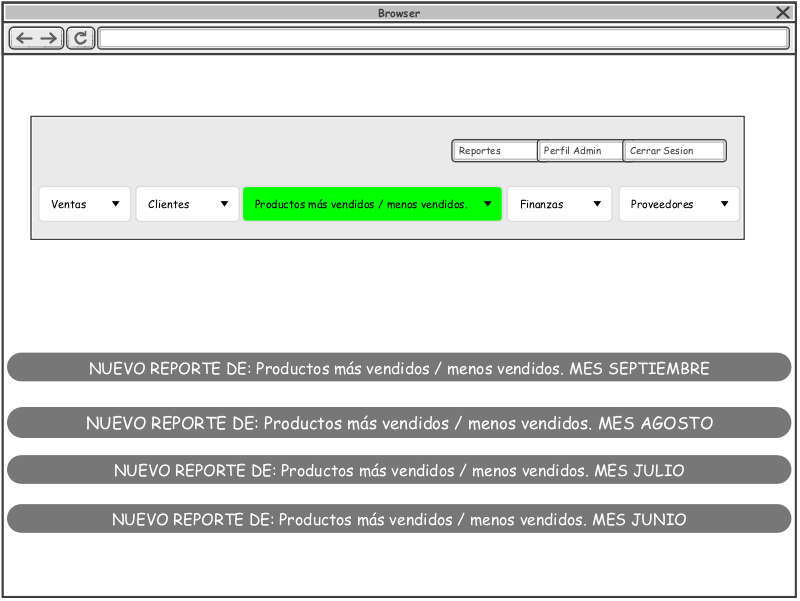 Browser
Reportes
Perfil Admin
Cerrar Sesion
Ventas
Clientes
Productos más vendidos / menos vendidos.
Finanzas
Proveedores
NUEVO REPORTE DE: Productos más vendidos / menos vendidos. MES SEPTIEMBRE
NUEVO REPORTE DE: Productos más vendidos / menos vendidos. MES AGOSTO
NUEVO REPORTE DE: Productos más vendidos / menos vendidos. MES JULIO
NUEVO REPORTE DE: Productos más vendidos / menos vendidos. MES JUNIO